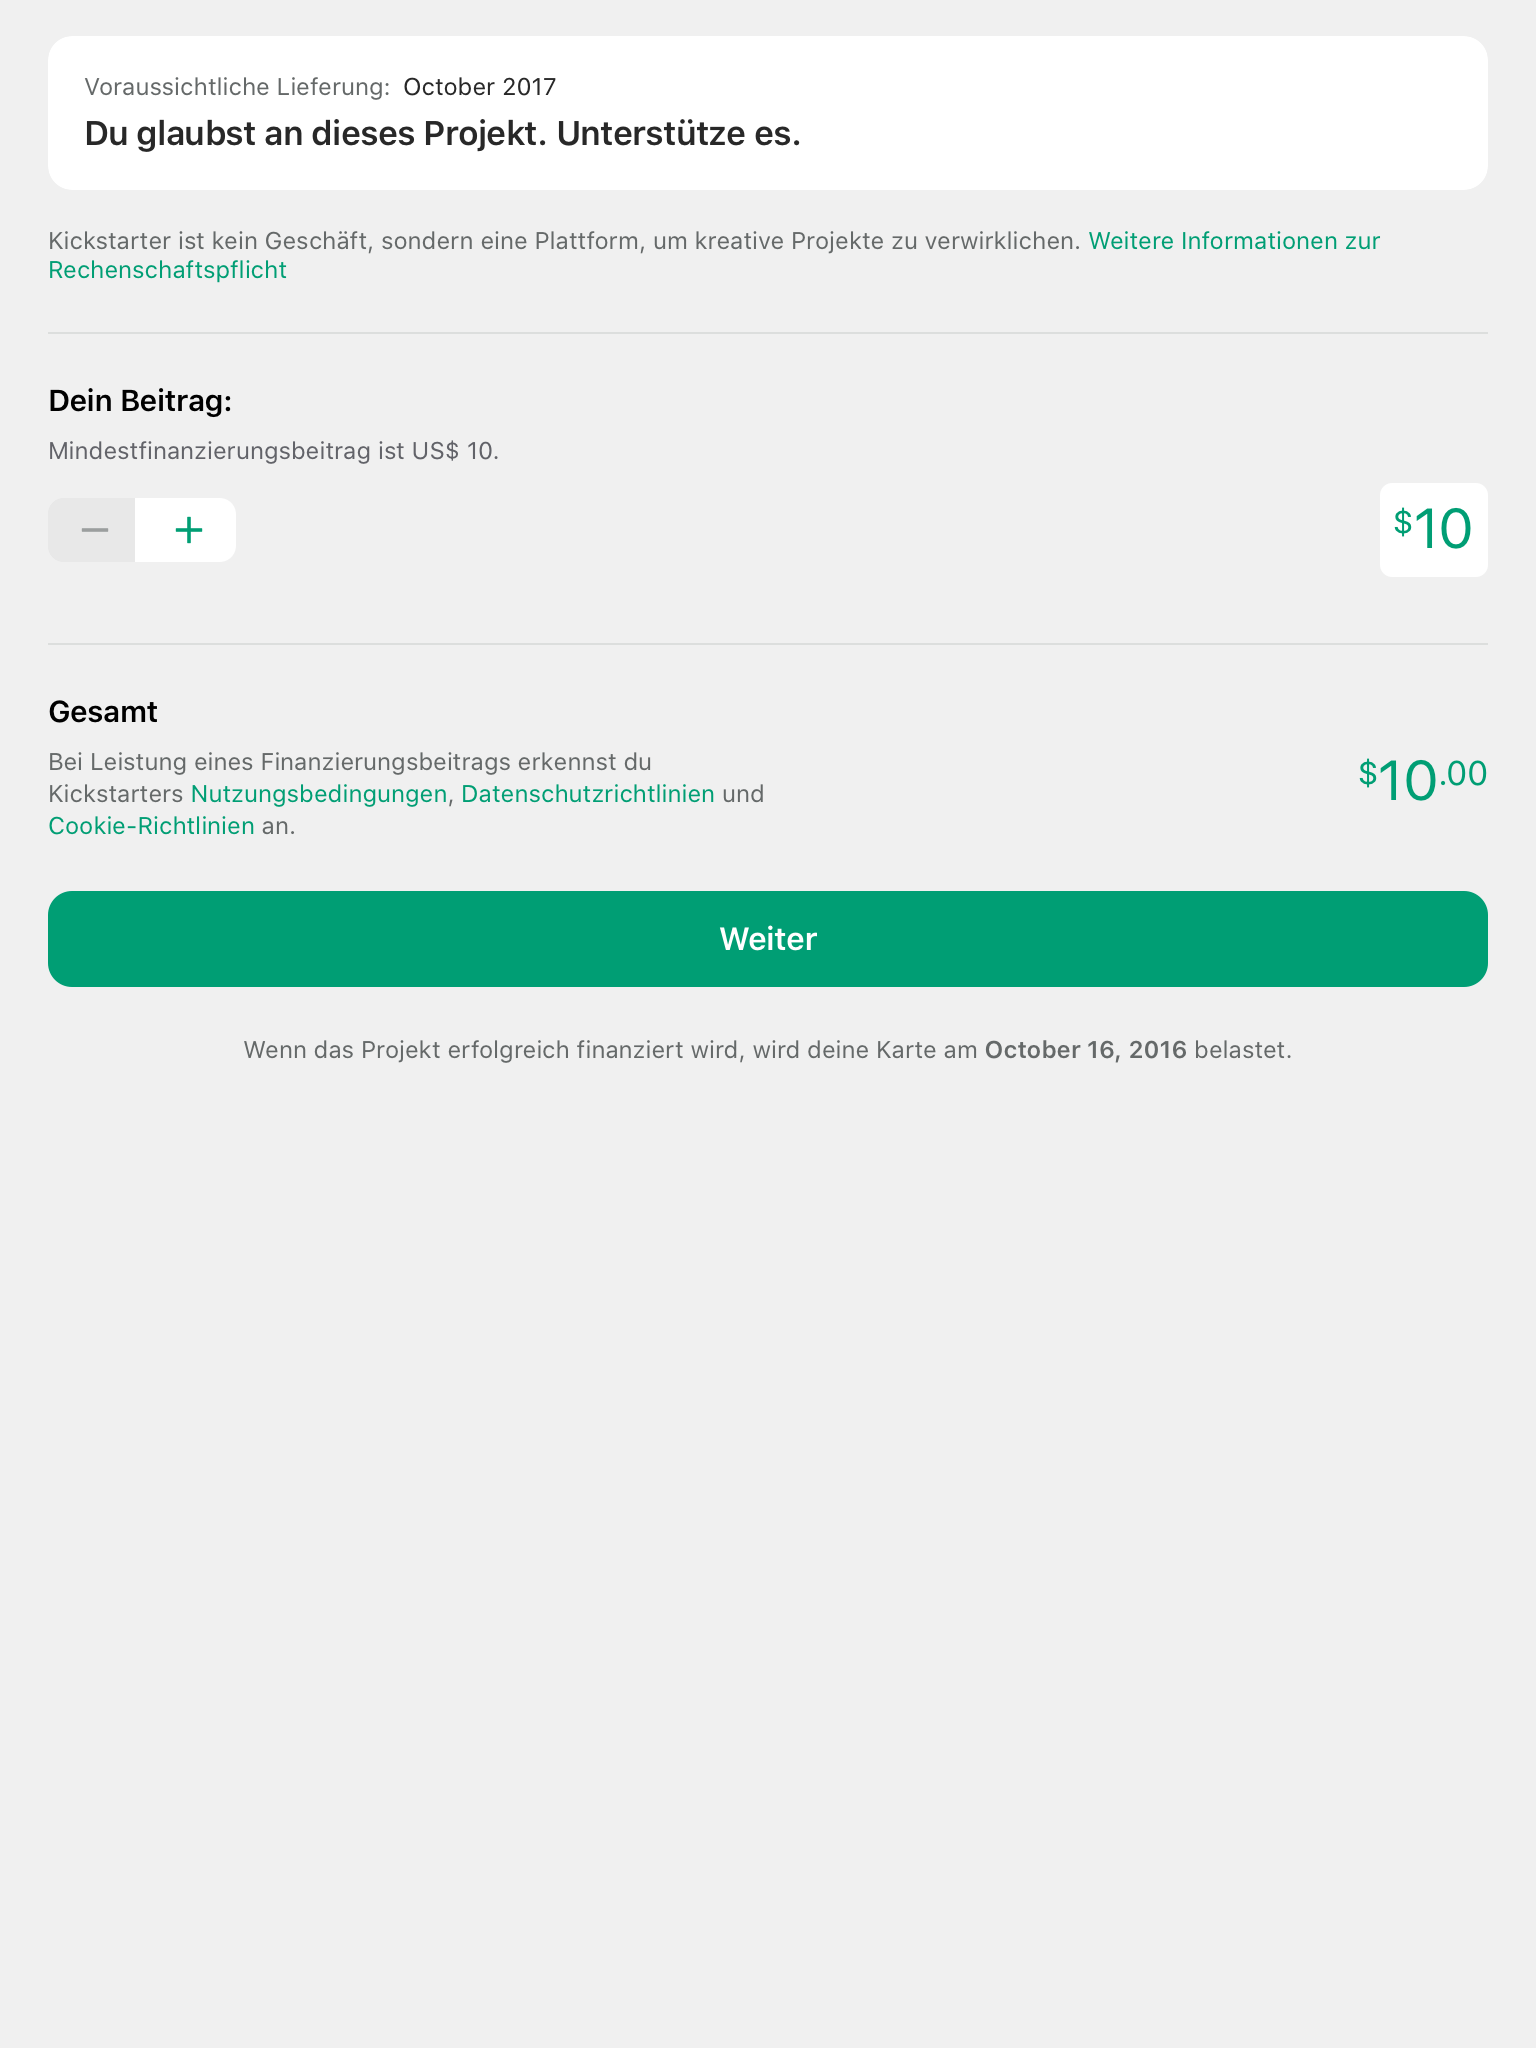 Voraussichtliche Lieferung: October 2017
Du glaubst an dieses Projekt. Unterstütze es.
Kickstarter ist kein Geschäft, sondern eine Plattform, um kreative Projekte zu verwirklichen. Weitere Informationen zur
Rechenschaftspflicht
Dein Beitrag:
Mindestfinanzierungsbeitrag ist US$ 10.
$10
Gesamt
Bei Leistung eines Finanzierungsbeitrags erkennst du
Kickstarters Nutzungsbedingungen, Datenschutzrichtlinien und
Cookie-Richtlinien an.
$10.00
Weiter
Wenn das Projekt erfolgreich finanziert wird, wird deine Karte am October 16, 2016 belastet.